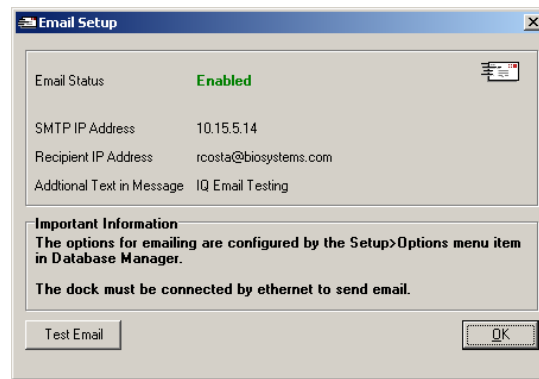 Email Setup
Email Status Enabled
SMTP IP Address 10.15.5.14
Recipient IP Address rcosta@biosystems.com
Addtional Text in Message IQ Email Testing
Important Information
The options for emailing are configured by the Setup>Options menu item
in Database Manager.
The dock must be connected by ethernet to send email.
Test Email OK